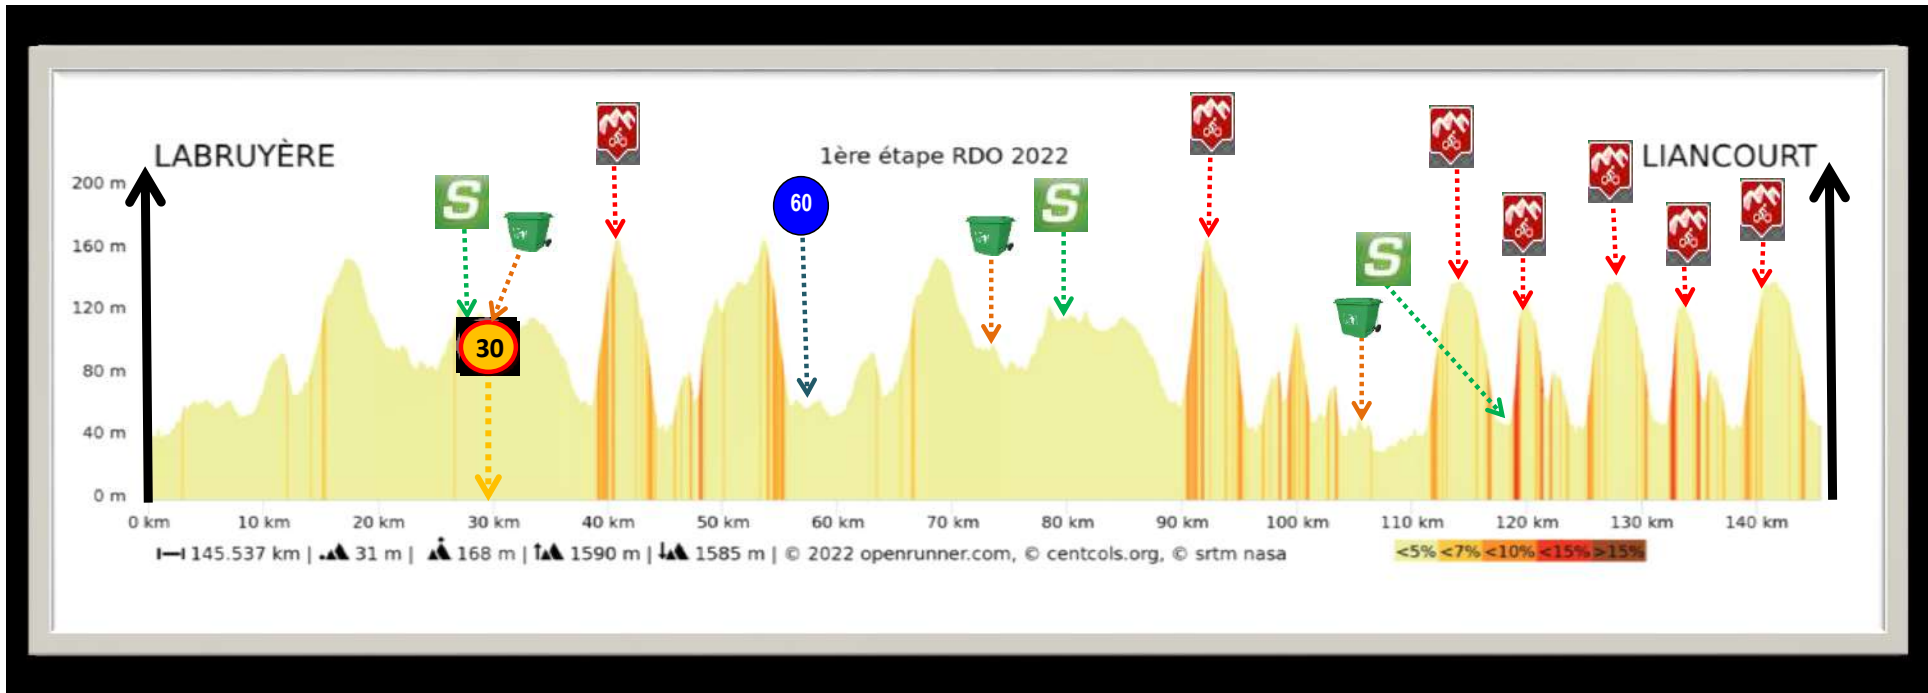 LABRUYÈRE
1ère étape RDO 2022
LIANCOURT
S
S
S
60
30
200 m
160 m
120 m
80 m
40 m
0 m
0 km 10 km 20 km 30 km 40 km 50 km 60 km 70 km 80 km 90 km 100 km 110 km 120 km 130 km 140 km
145.537 km | 31 m | 168 m | 1590 m | 1585 m | © 2022 openrunner.com, © centcols.org, © srtm nasa
<5% <7% <10% <15% >15%